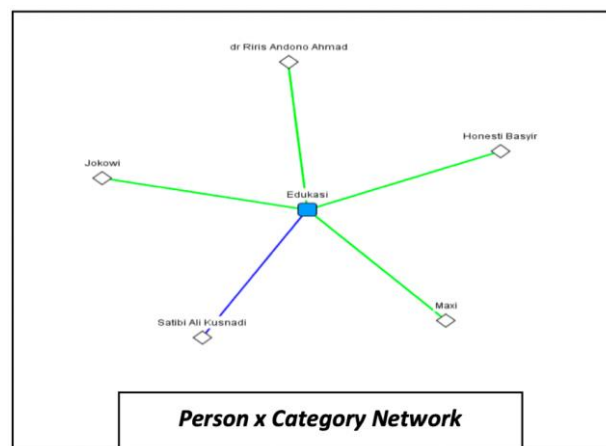 dr Riris Andono Ahmad
Honesti Basyir
Jokowi
Edukasi
Maxi
Satibi Ali Kusnadi
Person x Category Network